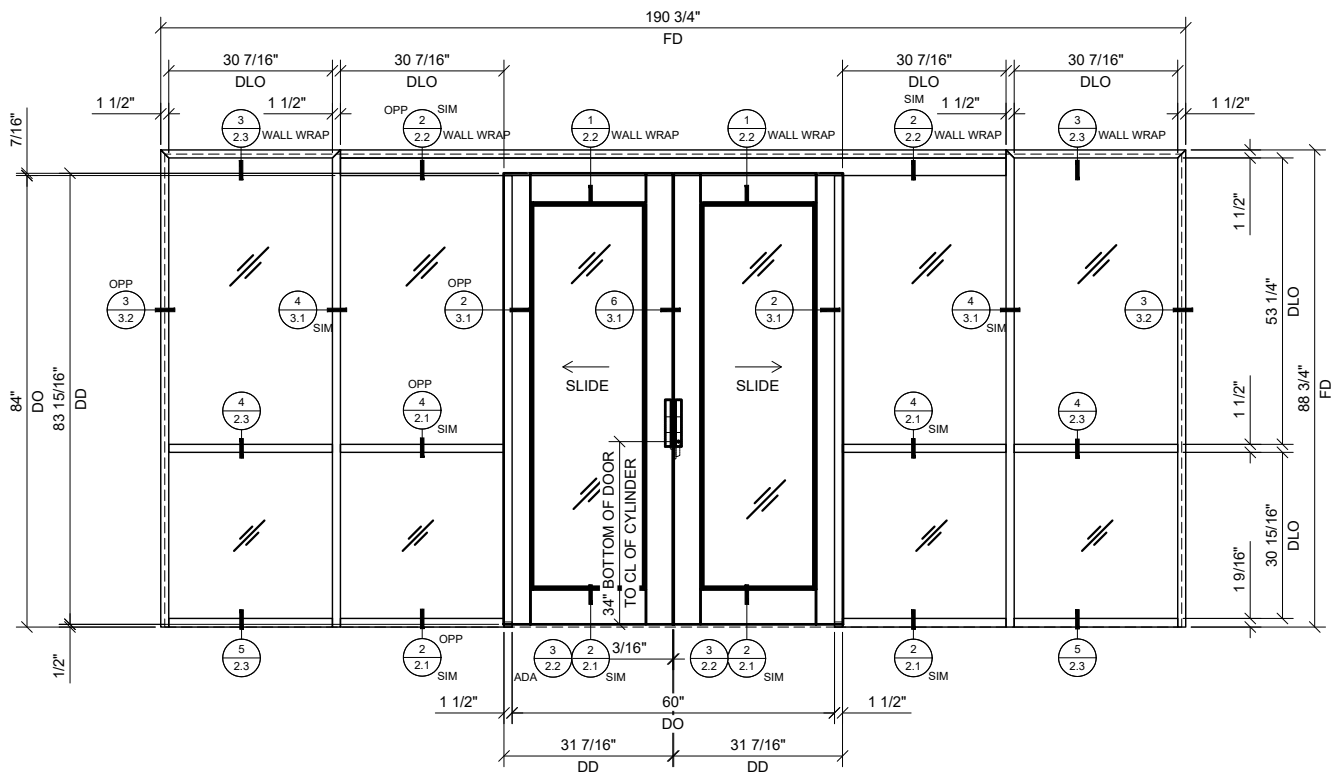 190 3/4"
FD
30 7/16"
DLO
30 7/16"
DLO
30 7/16"
DLO
30 7/16"
DLO
1 1/2"
1 1/2"
1 1/2"
1 1/2"
OPP
SIM
SIM
3
2.3
WALL WRAP
2
2.2
WALL WRAP
1
2.2
WALL WRAP
1
2.2
WALL WRAP
2
2.2
WALL WRAP
3
2.3
WALL WRAP
7/16"
84"
DO
83 15/16"
DD
1/2"
OPP
3
3.2
4
3.1
SIM
OPP
2
3.1
6
3.1
2
3.1
4
3.1
SIM
3
3.2
SLIDE
SLIDE
4
2.3
OPP
4
2.1
SIM
4
2.1
SIM
4
2.3
34" BOTTOM OF DOOR
TO CL OF CYLINDER
1 1/2"
53 1/4"
DLO
1 1/2"
88 3/4"
FD
30 15/16"
DLO
1 9/16"
5
2.3
2
2.1
OPP
SIM
ADA
3
2.2
2
2.1
SIM
3/16"
3
2.2
2
2.1
SIM
2
2.1
SIM
5
2.3
1 1/2"
60"
DO
1 1/2"
31 7/16"
DD
31 7/16"
DD